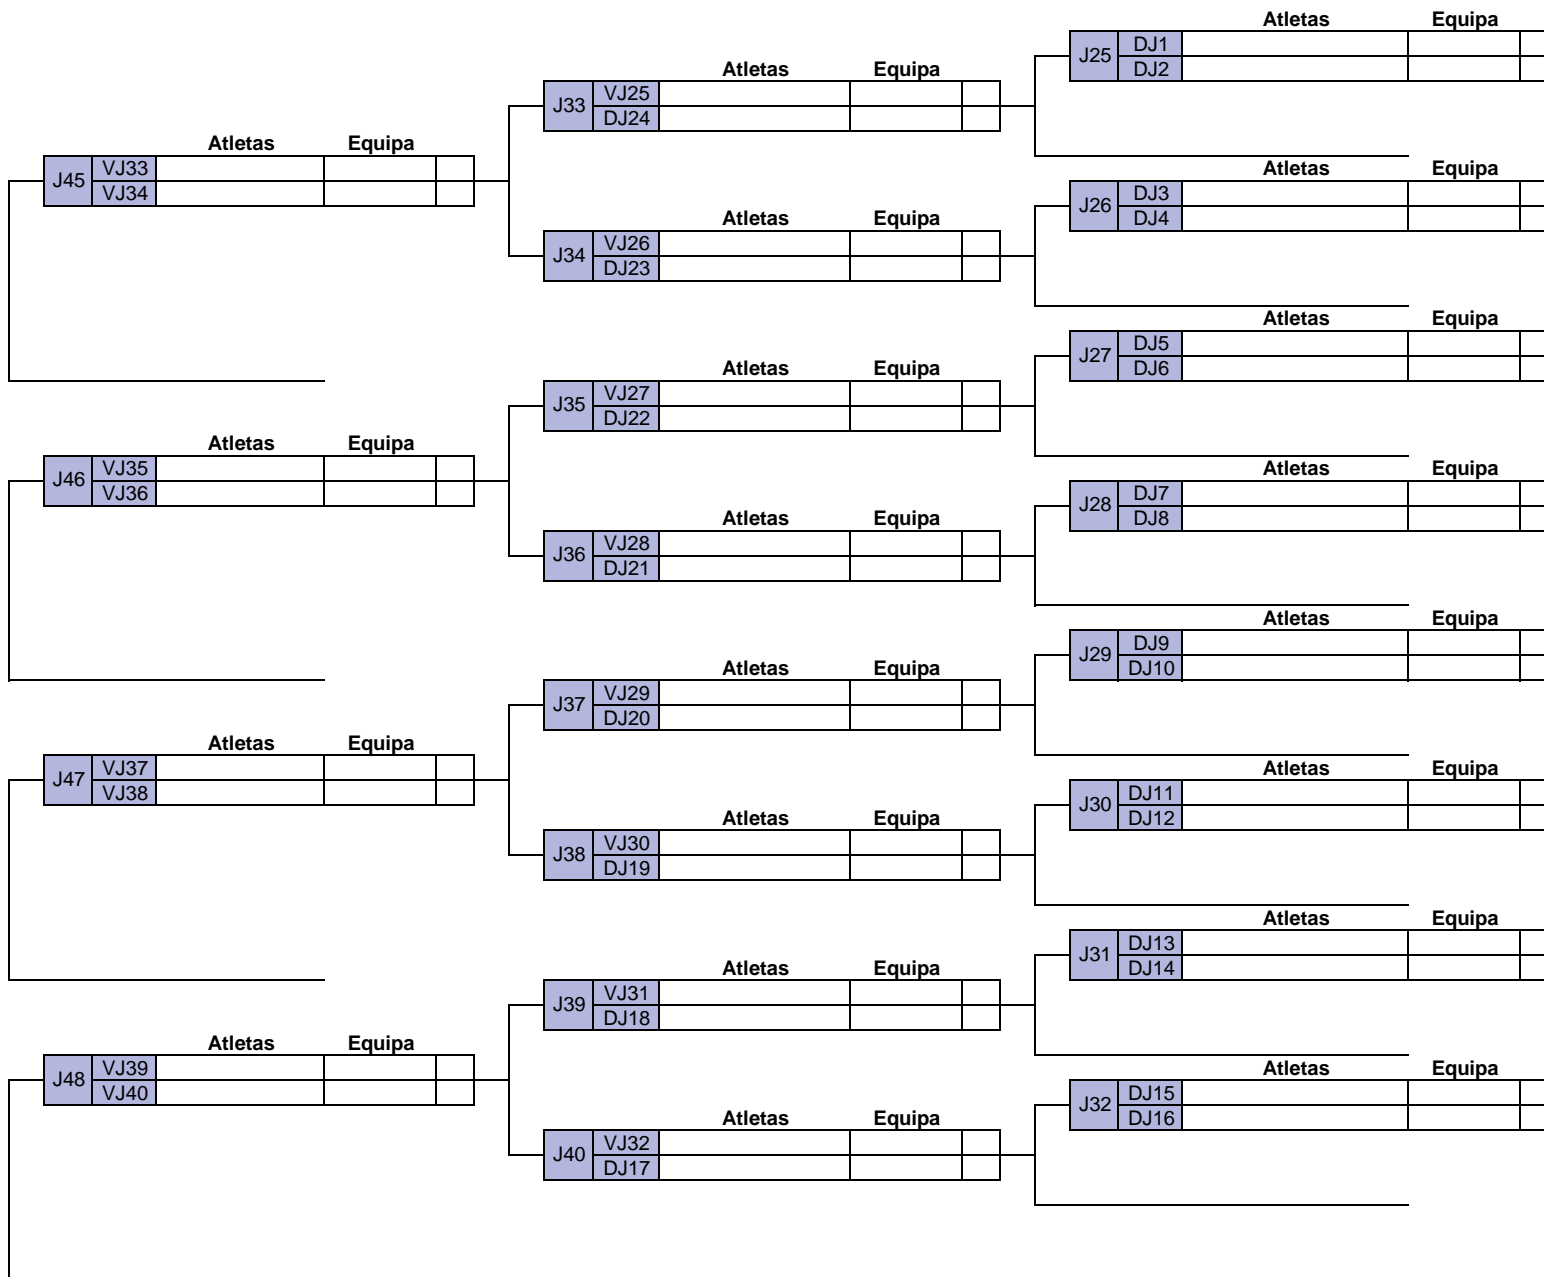 Atletas Equipa
J25 DJ1
DJ2
Atletas Equipa
J33 VJ25
DJ24
Atletas Equipa
J45 VJ33
VJ34
Atletas Equipa
J26 DJ3
DJ4
Atletas Equipa
J34 VJ26
DJ23
Atletas Equipa
J27 DJ5
DJ6
Atletas Equipa
J35 VJ27
DJ22
Atletas Equipa
J46 VJ35
VJ36
Atletas Equipa
J28 DJ7
DJ8
Atletas Equipa
J36 VJ28
DJ21
Atletas Equipa
J29 DJ9
DJ10
Atletas Equipa
J37 VJ29
DJ20
Atletas Equipa
J47 VJ37
VJ38
Atletas Equipa
J30 DJ11
DJ12
Atletas Equipa
J38 VJ30
DJ19
Atletas Equipa
J31 DJ13
DJ14
Atletas Equipa
J39 VJ31
DJ18
Atletas Equipa
J48 VJ39
VJ40
Atletas Equipa
J32 DJ15
DJ16
Atletas Equipa
J40 VJ32
DJ17